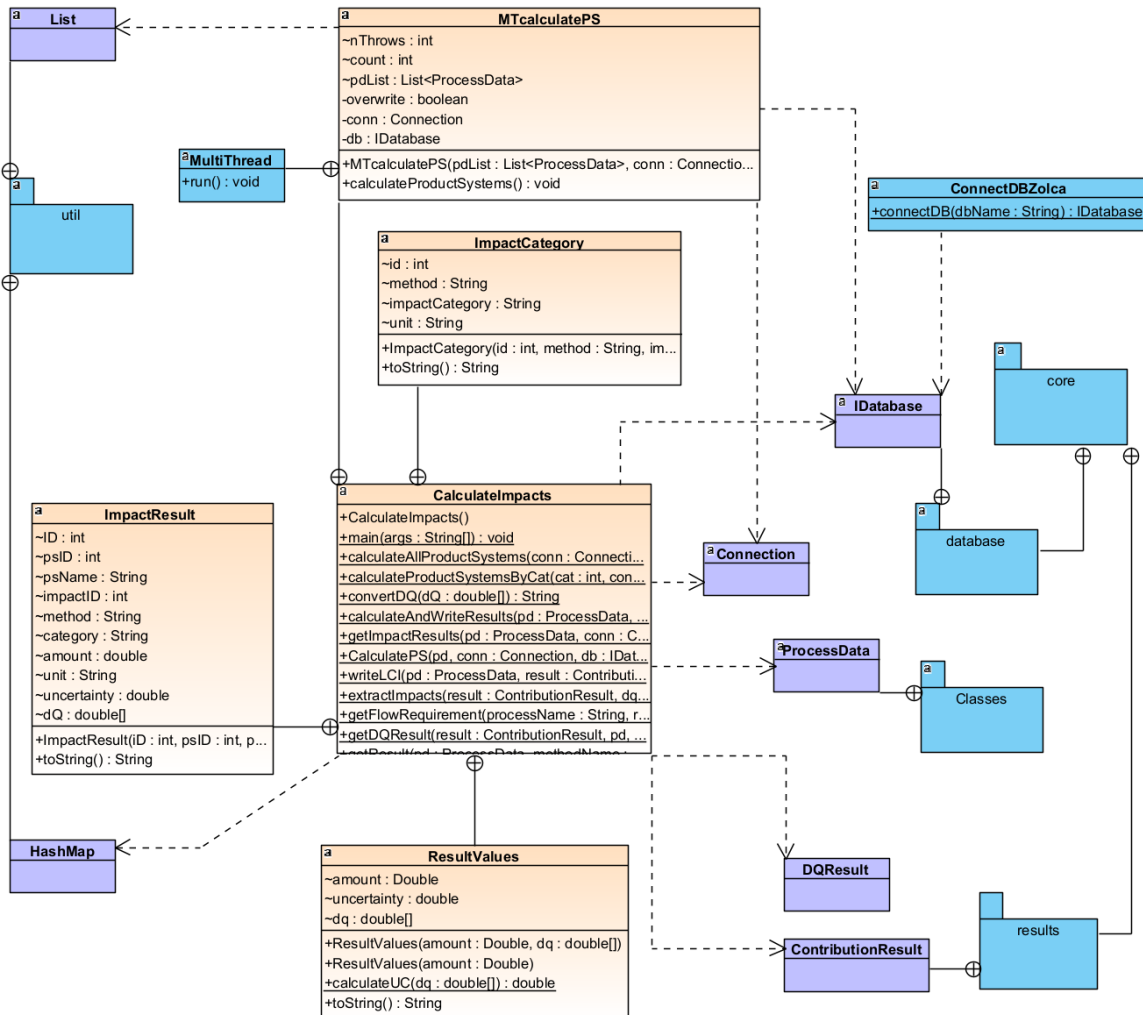 a
List
a
MTcalculatePS
~nThrows : int
~count : int
~pdList : List<ProcessData>
-overwrite : boolean
-conn : Connection
-db : IDatabase
+MTcalculatePS(pdList : List<ProcessData>, conn : Connectio...
+calculateProductSystems() : void
a
MultiThread
+run() : void
a
util
a
ConnectDBZolca
+connectDB(dbName : String) : IDatabase
a
ImpactCategory
~id : int
~method : String
~impactCategory : String
~unit : String
+ImpactCategory(id : int, method : String, im...
+toString() : String
a
core
a
IDatabase
a
database
a
ImpactResult
~ID : int
~psID : int
~psName : String
~impactID : int
~method : String
~category : String
~amount : double
~unit : String
~uncertainty : double
~dQ : double[]
+ImpactResult(iD : int, psID : int, p...
+toString() : String
a
CalculateImpacts
+CalculateImpacts()
+main(args : String[]) : void
+calculateAllProductSystems(conn : Connecti...
+calculateProductSystemsByCat(cat : int, con...
+convertDQ(dQ : double[]) : String
+calculateAndWriteResults(pd : ProcessData, ...
+getImpactResults(pd : ProcessData, conn : C...
+CalculatePS(pd, conn : Connection, db : IDat...
+writeLCI(pd : ProcessData, result : Contributi...
+extractImpacts(result : ContributionResult, dq...
+getFlowRequirement(processName : String, r...
+getDQResult(result : ContributionResult, pd, ...
+getResult(pd : ProcessData, methodName : ...
a
Connection
a
ProcessData
a
Classes
HashMap
a
ResultValues
~amount : Double
~uncertainty : double
~dq : double[]
+ResultValues(amount : Double, dq : double[])
+ResultValues(amount : Double)
+calculateUC(dq : double[]) : double
+toString() : String
DQResult
ContributionResult
results